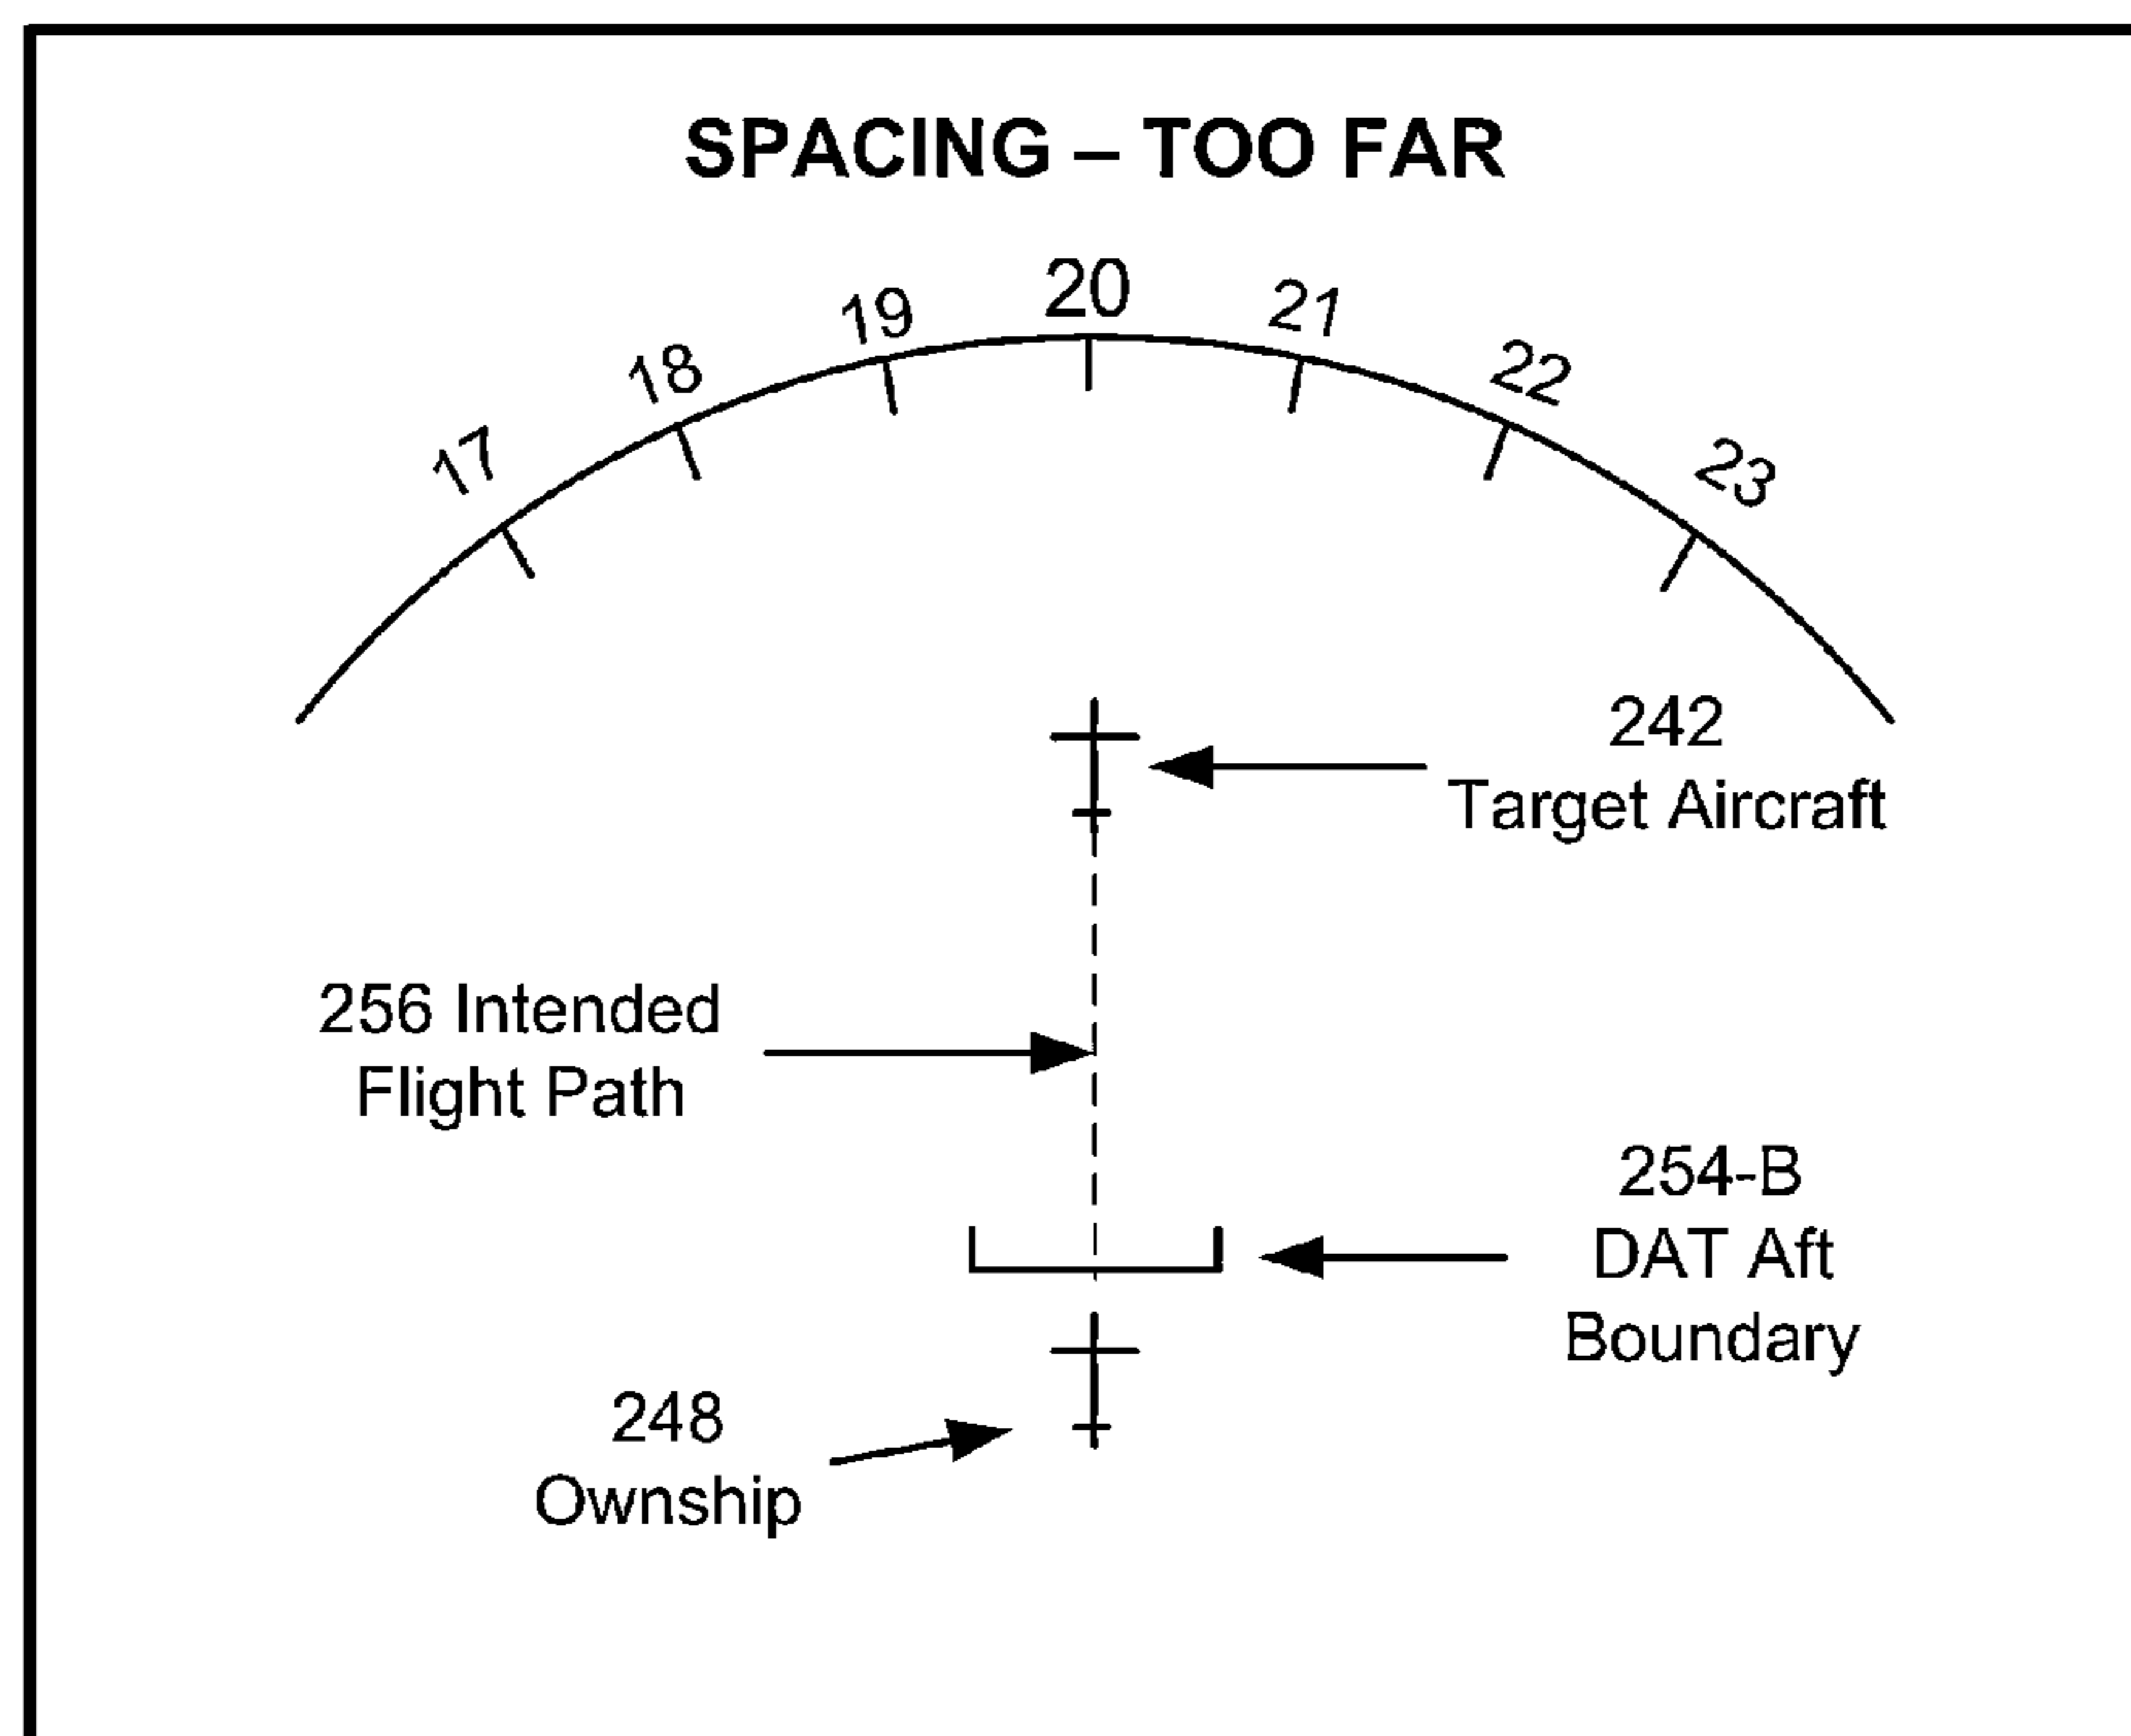 SPACING – TOO FAR
17
18
19
20
21
22
23
242
Target Aircraft
256 Intended
Flight Path
254-B
DAT Aft
Boundary
248
Ownship